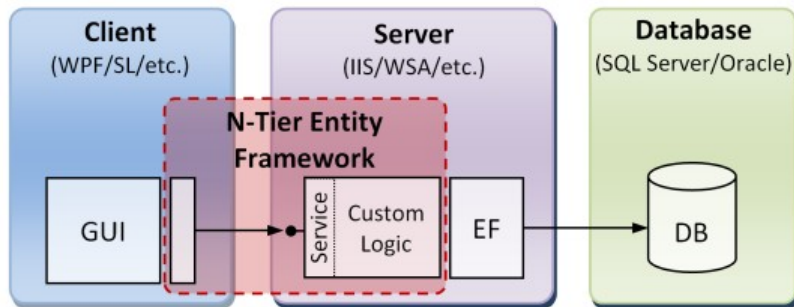 Client
(WPF/SL/etc.)
Server
(IIS/WSA/etc.)
Database
(SQL Server/Oracle)
N-Tier Entity
Framework
GUI
Service
Custom
Logic
EF
DB